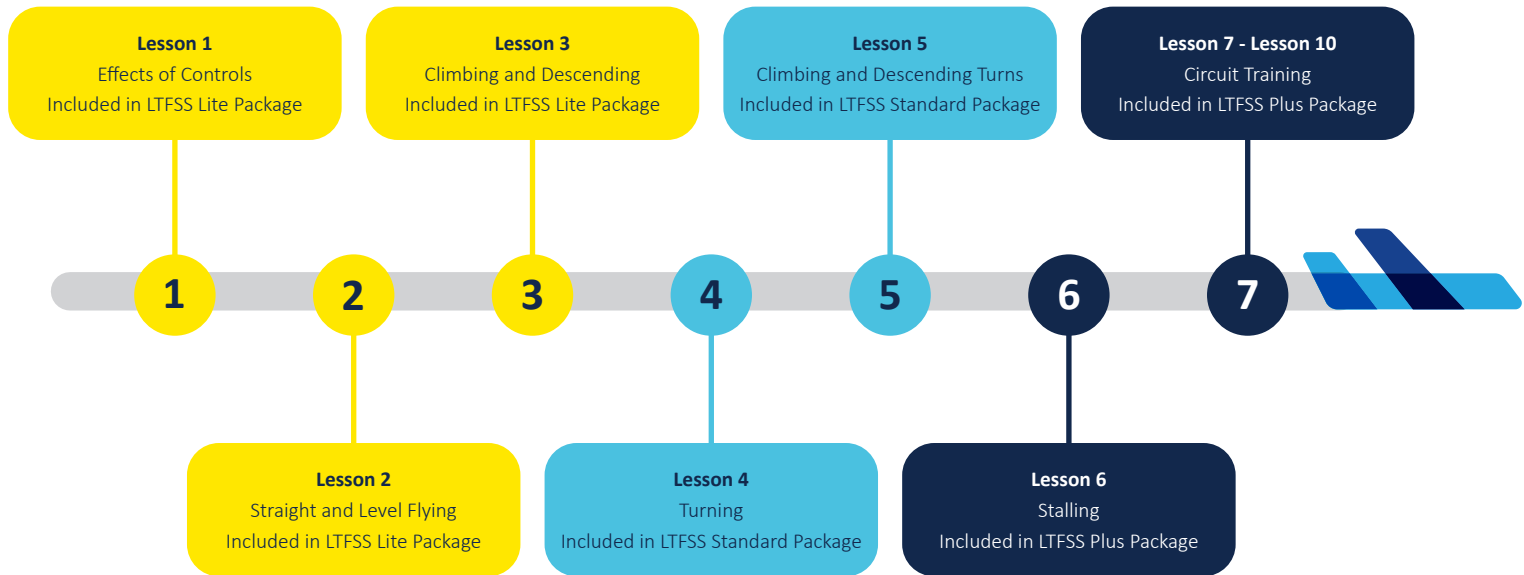 Lesson 1
Effects of Controls
Included in LTFSS Lite Package
Lesson 3
Climbing and Descending
Included in LTFSS Lite Package
Lesson 5
Climbing and Descending Turns
Included in LTFSS Standard Package
Lesson 7 - Lesson 10
Circuit Training
Included in LTFSS Plus Package
1
2
3
4
5
6
7
Lesson 2
Straight and Level Flying
Included in LTFSS Lite Package
Lesson 4
Turning
Included in LTFSS Standard Package
Lesson 6
Stalling
Included in LTFSS Plus Package